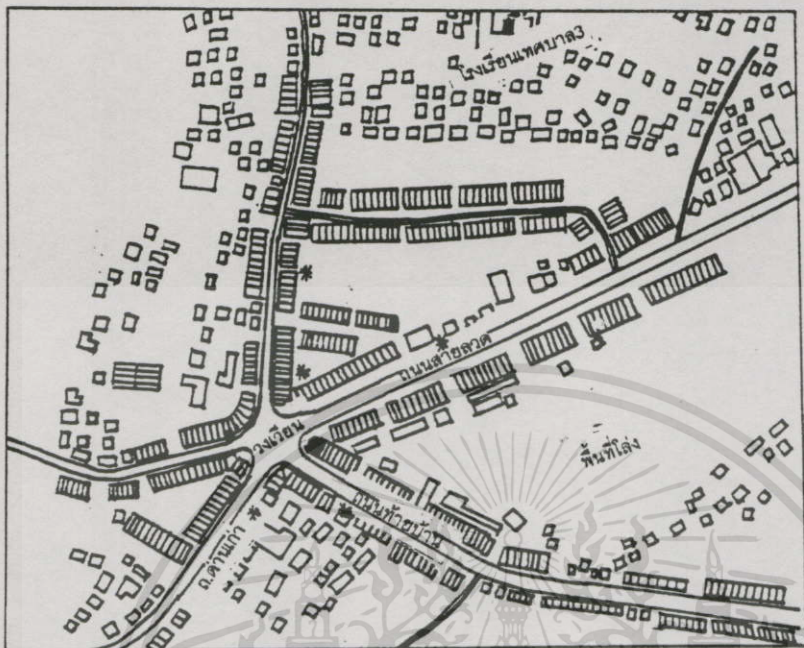 โรงเรียนเทศบาล3
ถนนสายลวด
วงเวียน
พื้นที่โล่ง
ถนนท้ายบ้าน
ถ.ด่านเก่า